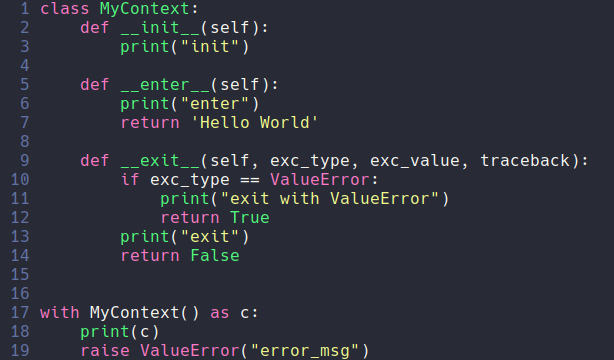 1 class MyContext:
2     def __init__(self):
3         print("init")
4
5     def __enter__(self):
6         print("enter")
7         return 'Hello World'
8
9     def __exit__(self, exc_type, exc_value, traceback):
10         if exc_type == ValueError:
11             print("exit with ValueError")
12             return True
13         print("exit")
14         return False
15
16
17 with MyContext() as c:
18     print(c)
19     raise ValueError("error_msg")